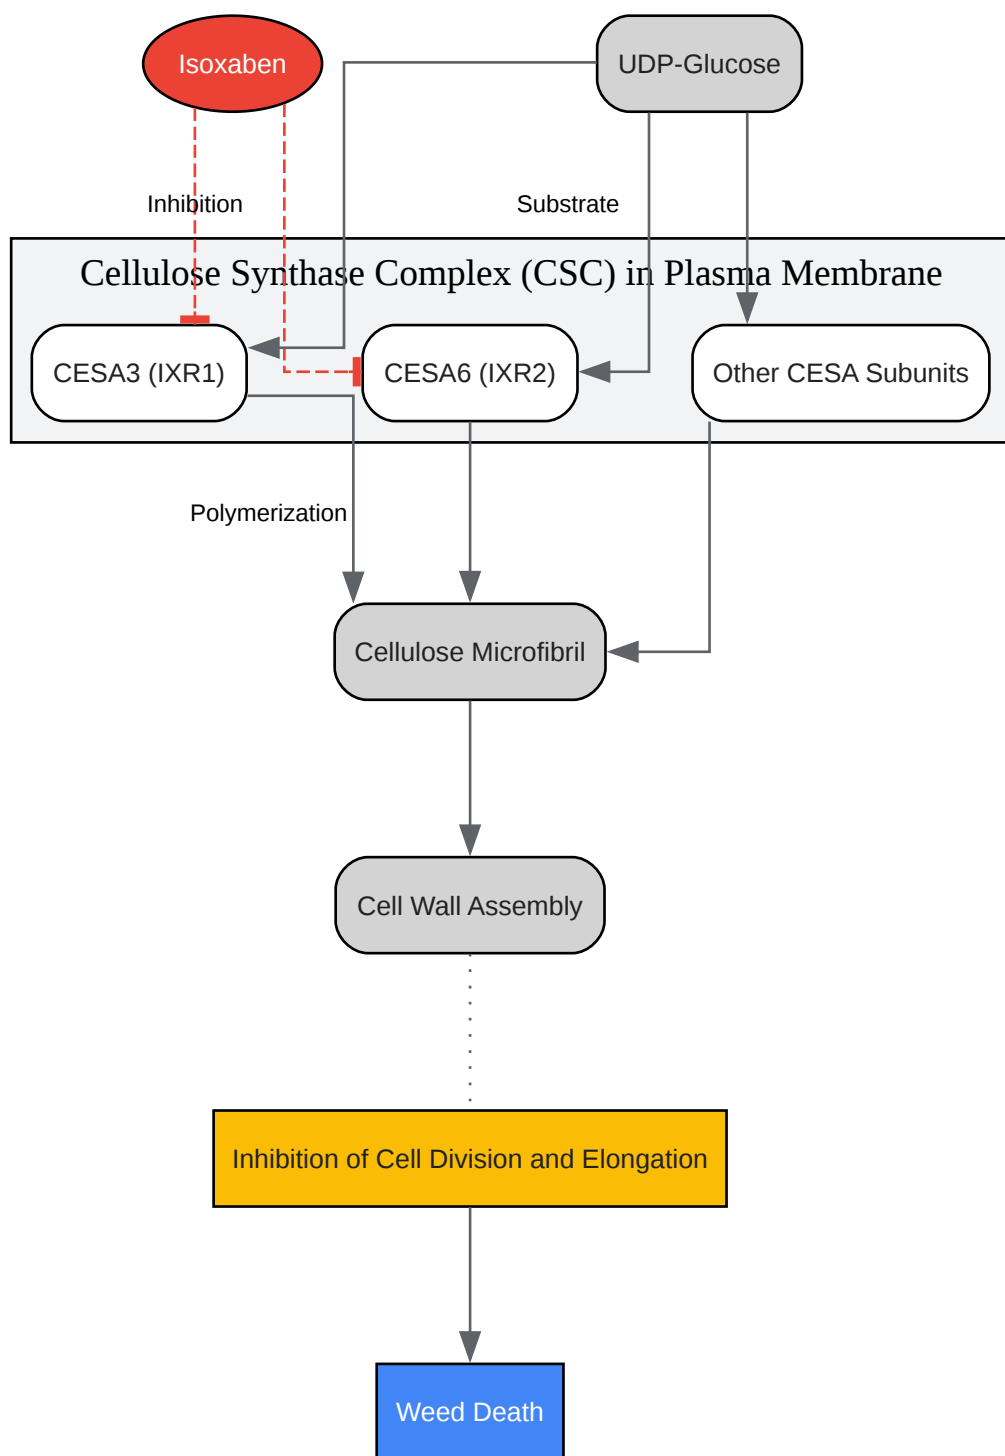 Isoxaben
UDP-Glucose
Inhibition
Substrate
Cellulose Synthase Complex (CSC) in Plasma Membrane
CESA3 (IXR1)
CESA6 (IXR2)
Other CESA Subunits
Polymerization
Cellulose Microfibril
Cell Wall Assembly
Inhibition of Cell Division and Elongation
Weed Death